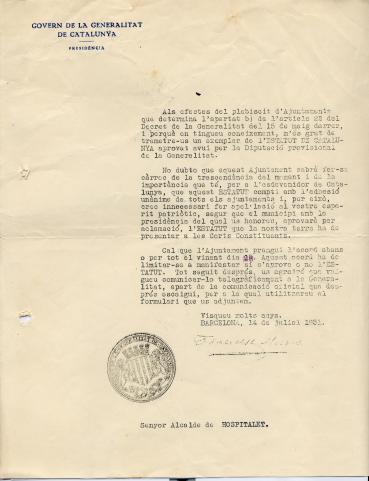 GOVERN DE LA GENERALITAT
DE CATALUNYA
PRESIDÈNCIA
Als efectes del plebiscit d'Ajuntaments
que determina l'apartat b) de l'article 22 del
Decret de la Generalitat del 15 de maig darrer,
i perquè en tingueu coneixement, m'és grat de
trametre-us un exemplar de l'ESTATUT DE CATALU-
NYA aprovat avui per la Diputació provisional
de la Generalitat.
No dubto que aquest Ajuntament sabrà fer-se
càrrec de la transcendència del moment i de la
importància que té, per a l'esdevenidor de Cata-
lunya, que aquest ESTATUT compti amb l'adhesió
unànime de tots els ajuntaments i, per això,
crec innecessari fer apel·lació al vostre espe-
rit patriòtic, segur que el municipi amb la
presidència del qual us honoreu, aprovarà per
aclamació, l'ESTATUT que la nostra terra ha de
presentar a les Corts Constituents.
Cal que l'Ajuntament prengui l'acord abans
o per tot el vinent dia Aquest acord ha de
limitar-se a manifestar si s'aprova o no l'ES-
TATUT. Tot seguit després, us agrairé que vul-
gueu comunicar-lo telegràficament a la Genera-
litat, apart de la comunicació oficial que des-
prés escaigui, per a la qual utilitzareu el
formulari que us adjuntem.
Visqueu molts anys.
BARCELONA, 14 de juliol 1931.
Senyor Alcalde de HOSPITALET.